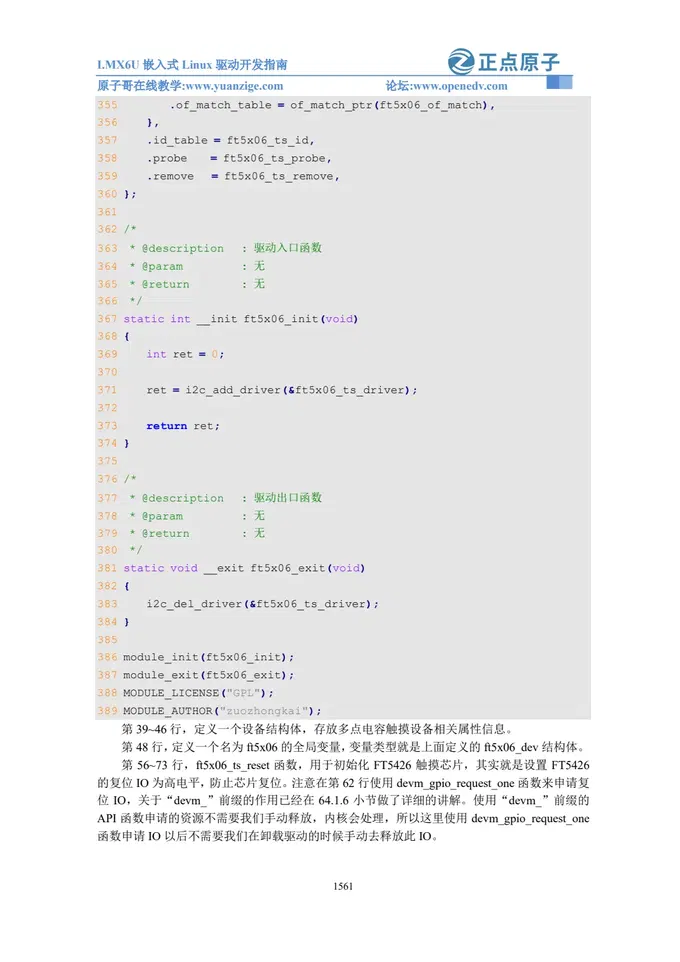 I.MX6U 嵌入式 Linux 驱动开发指南
正点原子
原子哥在线教学:www.yuanzige.com 论坛:www.openedv.com
355 .of_match_table = of_match_ptr(ft5x06_of_match),
356 },
357 .id_table = ft5x06_ts_id,
358 .probe = ft5x06_ts_probe,
359 .remove = ft5x06_ts_remove,
360 };
361
362 /*
363 * @description : 驱动入口函数
364 * @param : 无
365 * @return : 无
366 */
367 static int __init ft5x06_init(void)
368 {
369 int ret = 0;
370
371 ret = i2c_add_driver(&ft5x06_ts_driver);
372
373 return ret;
374 }
375
376 /*
377 * @description : 驱动出口函数
378 * @param : 无
379 * @return : 无
380 */
381 static void __exit ft5x06_exit(void)
382 {
383 i2c_del_driver(&ft5x06_ts_driver);
384 }
385
386 module_init(ft5x06_init);
387 module_exit(ft5x06_exit);
388 MODULE_LICENSE("GPL");
389 MODULE_AUTHOR("zuozhongkai");
第 39~46 行，定义一个设备结构体，存放多点电容触摸设备相关属性信息。
第 48 行，定义一个名为 ft5x06 的全局变量，变量类型就是上面定义的 ft5x06_dev 结构体。
第 56~73 行，ft5x06_ts_reset 函数，用于初始化 FT5426 触摸芯片，其实就是设置 FT5426
的复位 IO 为高电平，防止芯片复位。注意在第 62 行使用 devm_gpio_request_one 函数来申请复
位 IO，关于“devm_”前缀的作用已经在 64.1.6 小节做了详细的讲解。使用“devm_”前缀的
API 函数申请的资源不需要我们手动释放，内核会处理，所以这里使用 devm_gpio_request_one
函数申请 IO 以后不需要我们在卸载驱动的时候手动去释放此 IO。
1561